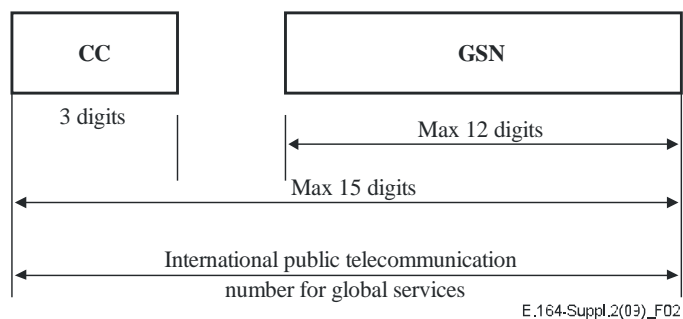 CC
GSN
3 digits
Max 12 digits
Max 15 digits
International public telecommunication
number for global services
E.164-Suppl.2(09)_F02